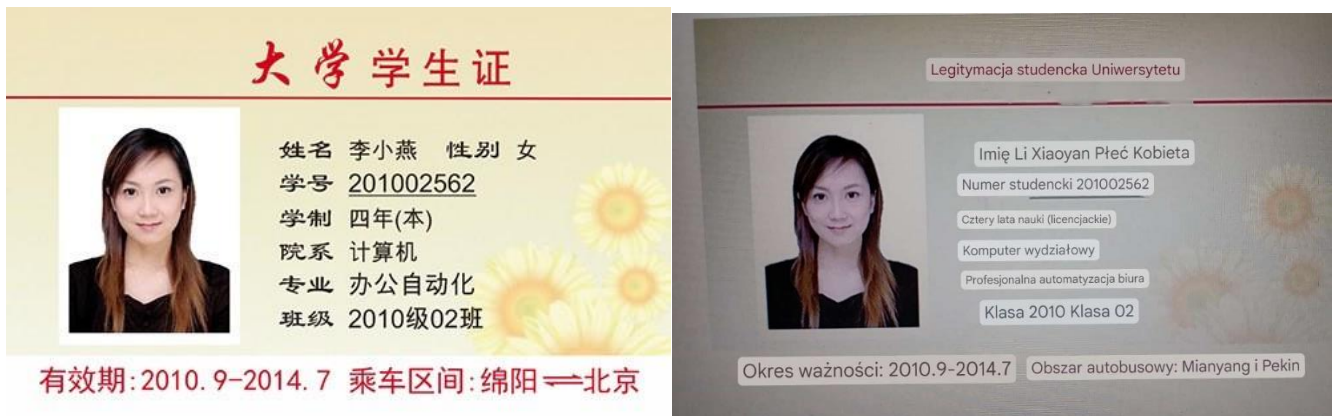 大学学生证
姓名 李小燕 性别 女
学号 201002562
学制 四年(本)
院系 计算机
专业 办公自动化
班级 2010级02班
有效期:2010.9-2014.7 乘车区间:绵阳⇌北京
Legitymacja studencka Uniwersytetu
Imię Li Xiaoyan Płeć Kobieta
Numer studencki 201002562
Cztery lata nauki (licencjackie)
Komputer wydziałowy
Profesjonalna automatyzacja biura
Klasa 2010 Klasa 02
Okres ważności: 2010.9-2014.7 Obszar autobusowy: Mianyang i Pekin